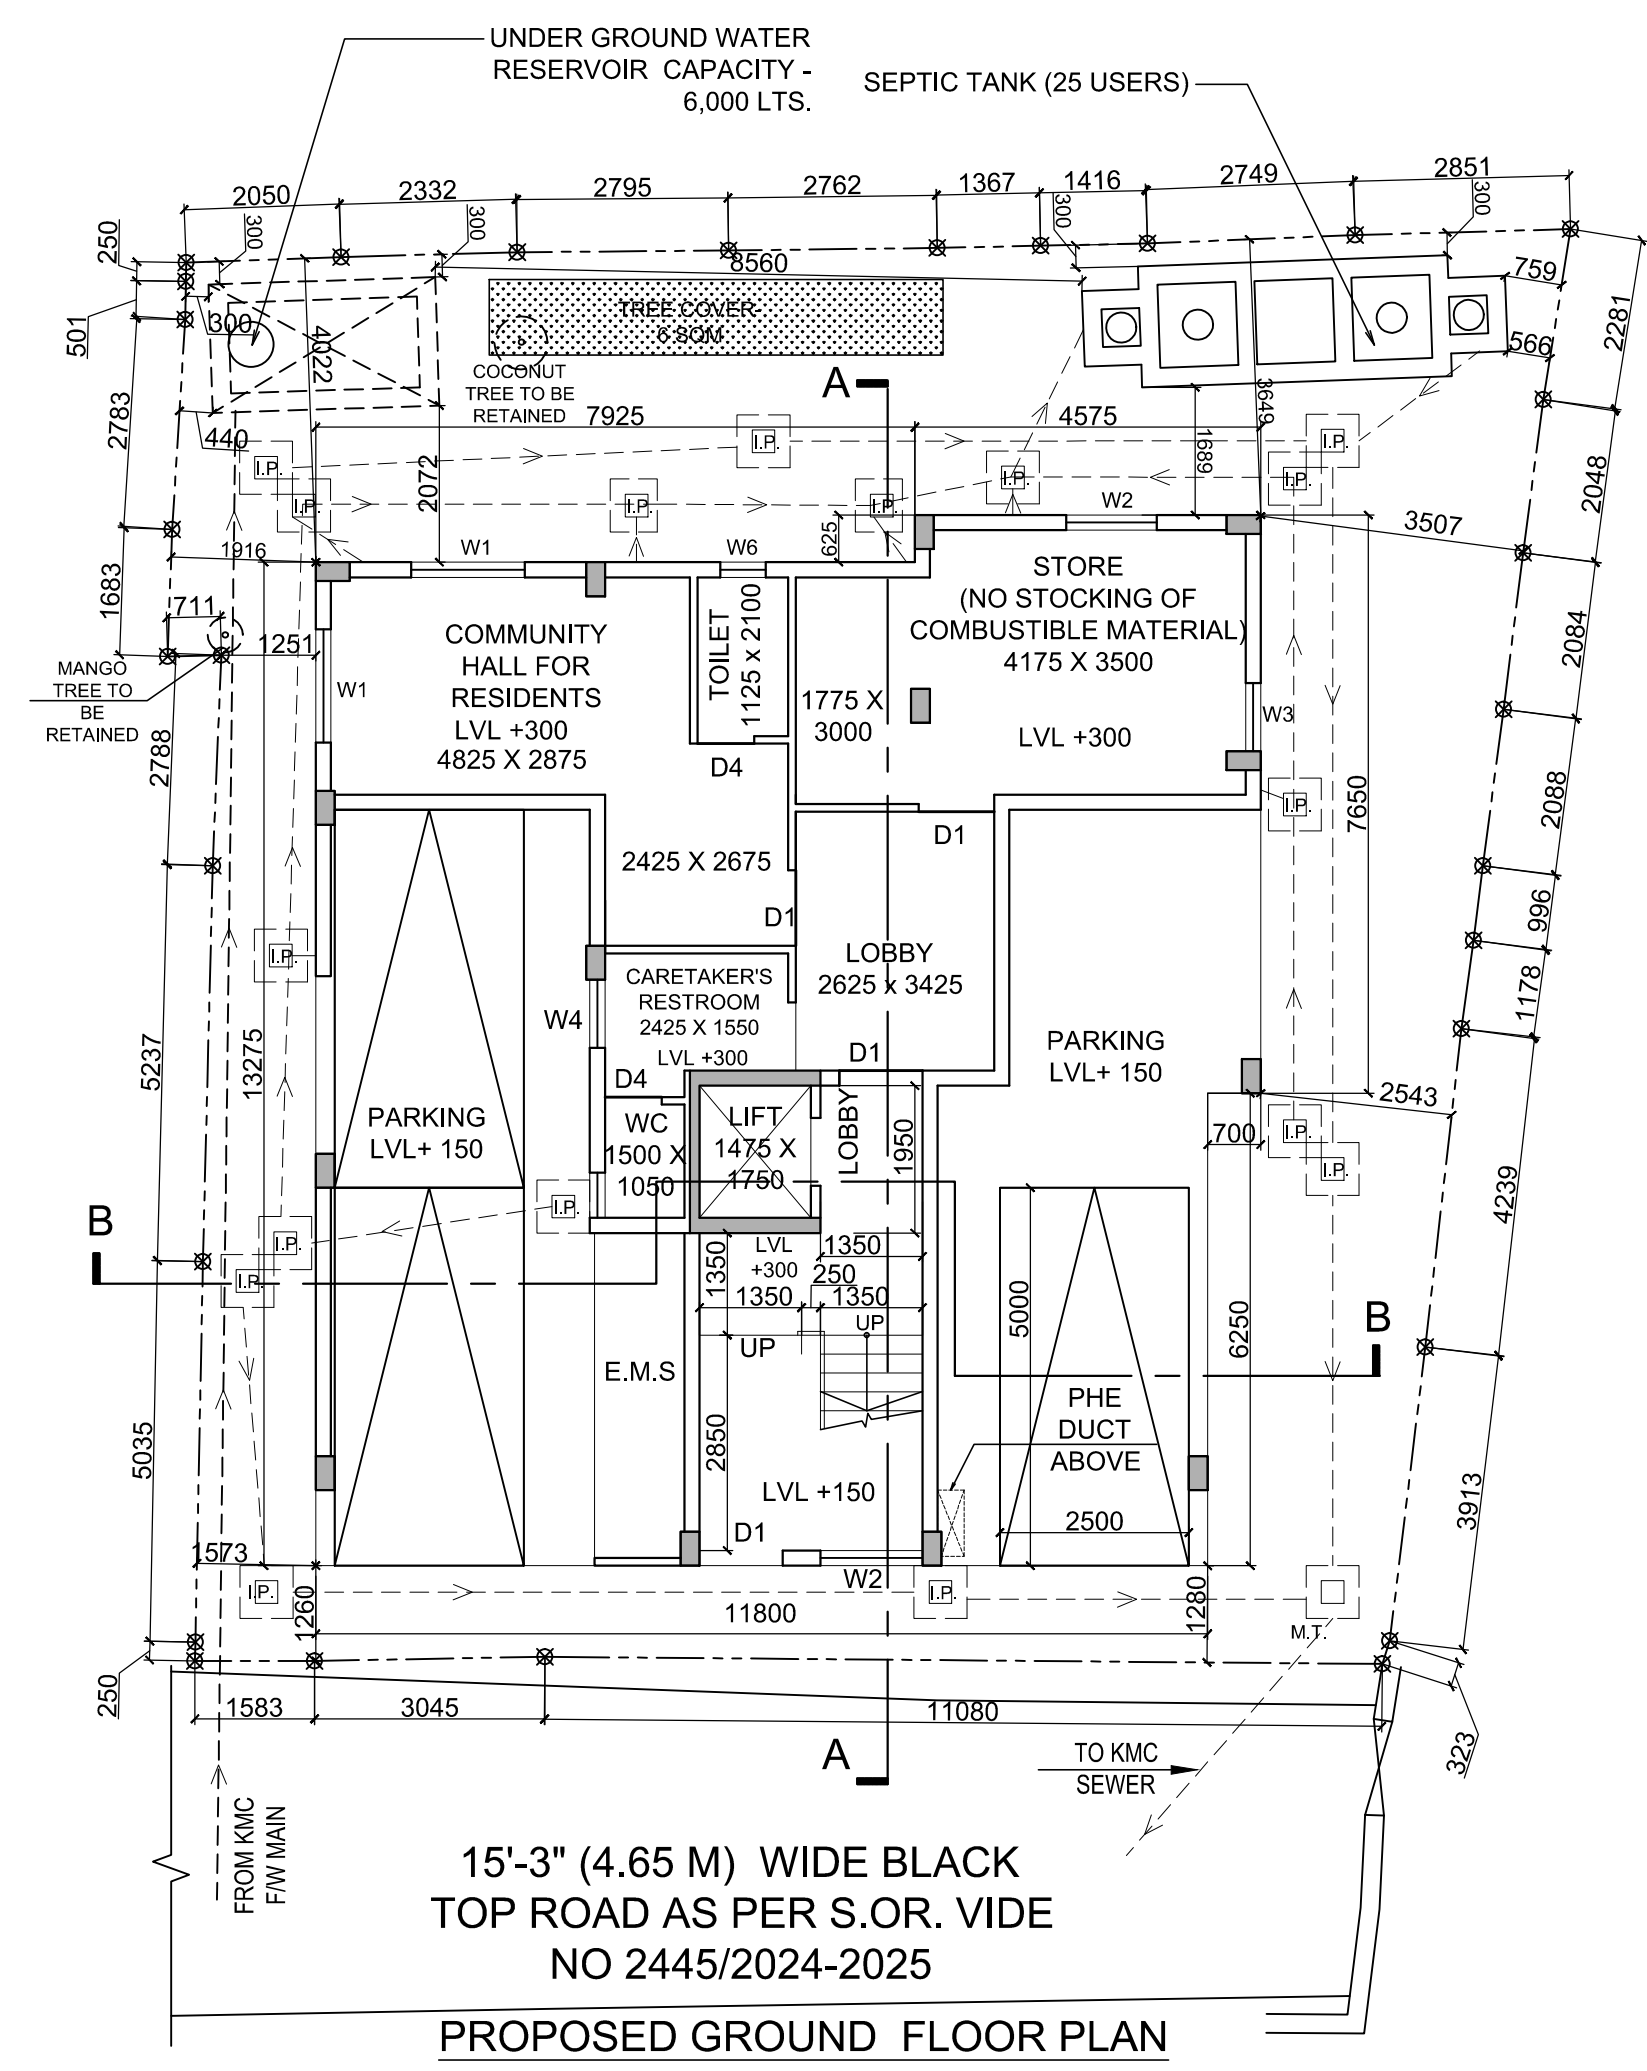 UNDER GROUND WATER
RESERVOIR CAPACITY -
6,000 LTS.
SEPTIC TANK (25 USERS)
2050
2332
2795
2762
1367
1416
2749
2851
250
300
300
300
300
8560
759
501
300
4022
TREE COVER-
6 SQM
2281
566
COCONUT
TREE TO BE
RETAINED
A
2783
440
7925
4575
3649
1689
I.P.
I.P.
I.P.
I.P.
2072
2048
I.P.
I.P.
I.P.
I.P.
W2
3507
1916
W1
W6
625
1683
711
1251
STORE
(NO STOCKING OF
COMBUSTIBLE MATERIAL)
4175 X 3500
COMMUNITY
HALL FOR
RESIDENTS
LVL +300
4825 X 2875
TOILET
1125 x 2100
2084
MANGO
TREE TO
BE
RETAINED
W1
1775 X
3000
W3
LVL +300
2788
D4
2088
7650
I.P.
D1
2425 X 2675
996
D1
LOBBY
2625 x 3425
I.P.
CARETAKER'S
RESTROOM
2425 X 1550
LVL +300
1178
W4
5237
13275
D1
PARKING
LVL+ 150
D4
2543
PARKING
LVL+ 150
WC
1500 X
1050
LIFT
1475 X
1750
LOBBY
1950
700
I.P.
I.P.
4239
I.P.
B
I.P.
I.P.
1350
LVL
+300
1350
250
1350
1350
5000
6250
B
UP
UP
E.M.S
PHE
DUCT
ABOVE
5035
2850
LVL +150
3913
D1
2500
1573
W2
I.P.
I.P.
1260
11800
1280
M.T.
250
1583
3045
11080
323
A
TO KMC
SEWER
FROM KMC
F/W MAIN
15'-3" (4.65 M) WIDE BLACK
TOP ROAD AS PER S.OR. VIDE
NO 2445/2024-2025
PROPOSED GROUND FLOOR PLAN